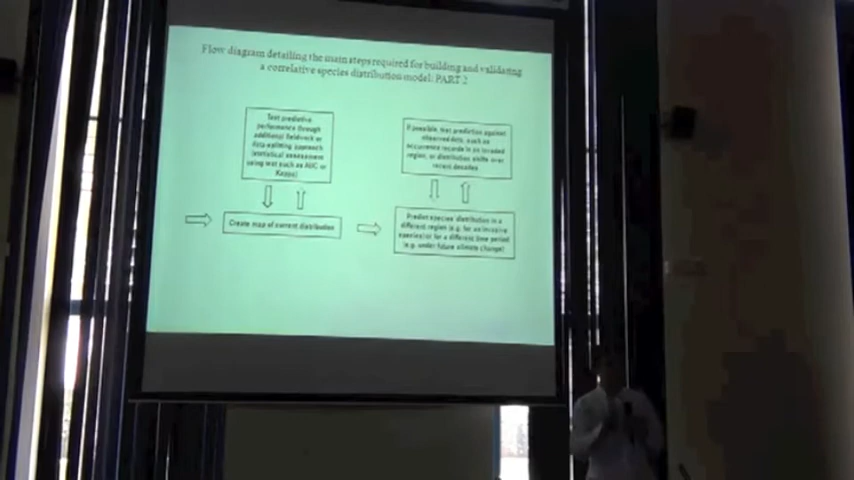 Flow diagram detailing the main steps required for building and validating
a correlative species distribution model: PART 2
Test predictive
performance through
additional fieldwork or
data-splitting approach
(statistical assessment
using test such as AUC or
Kappa)
If possible, test prediction against
observed data, such as
occurrence records in an invaded
region, or distribution shifts over
recent decades
Create map of current distribution
Predict species' distribution in a
different region (e.g. for an invasive
species) or for a different time period
(e.g. under future climate change)